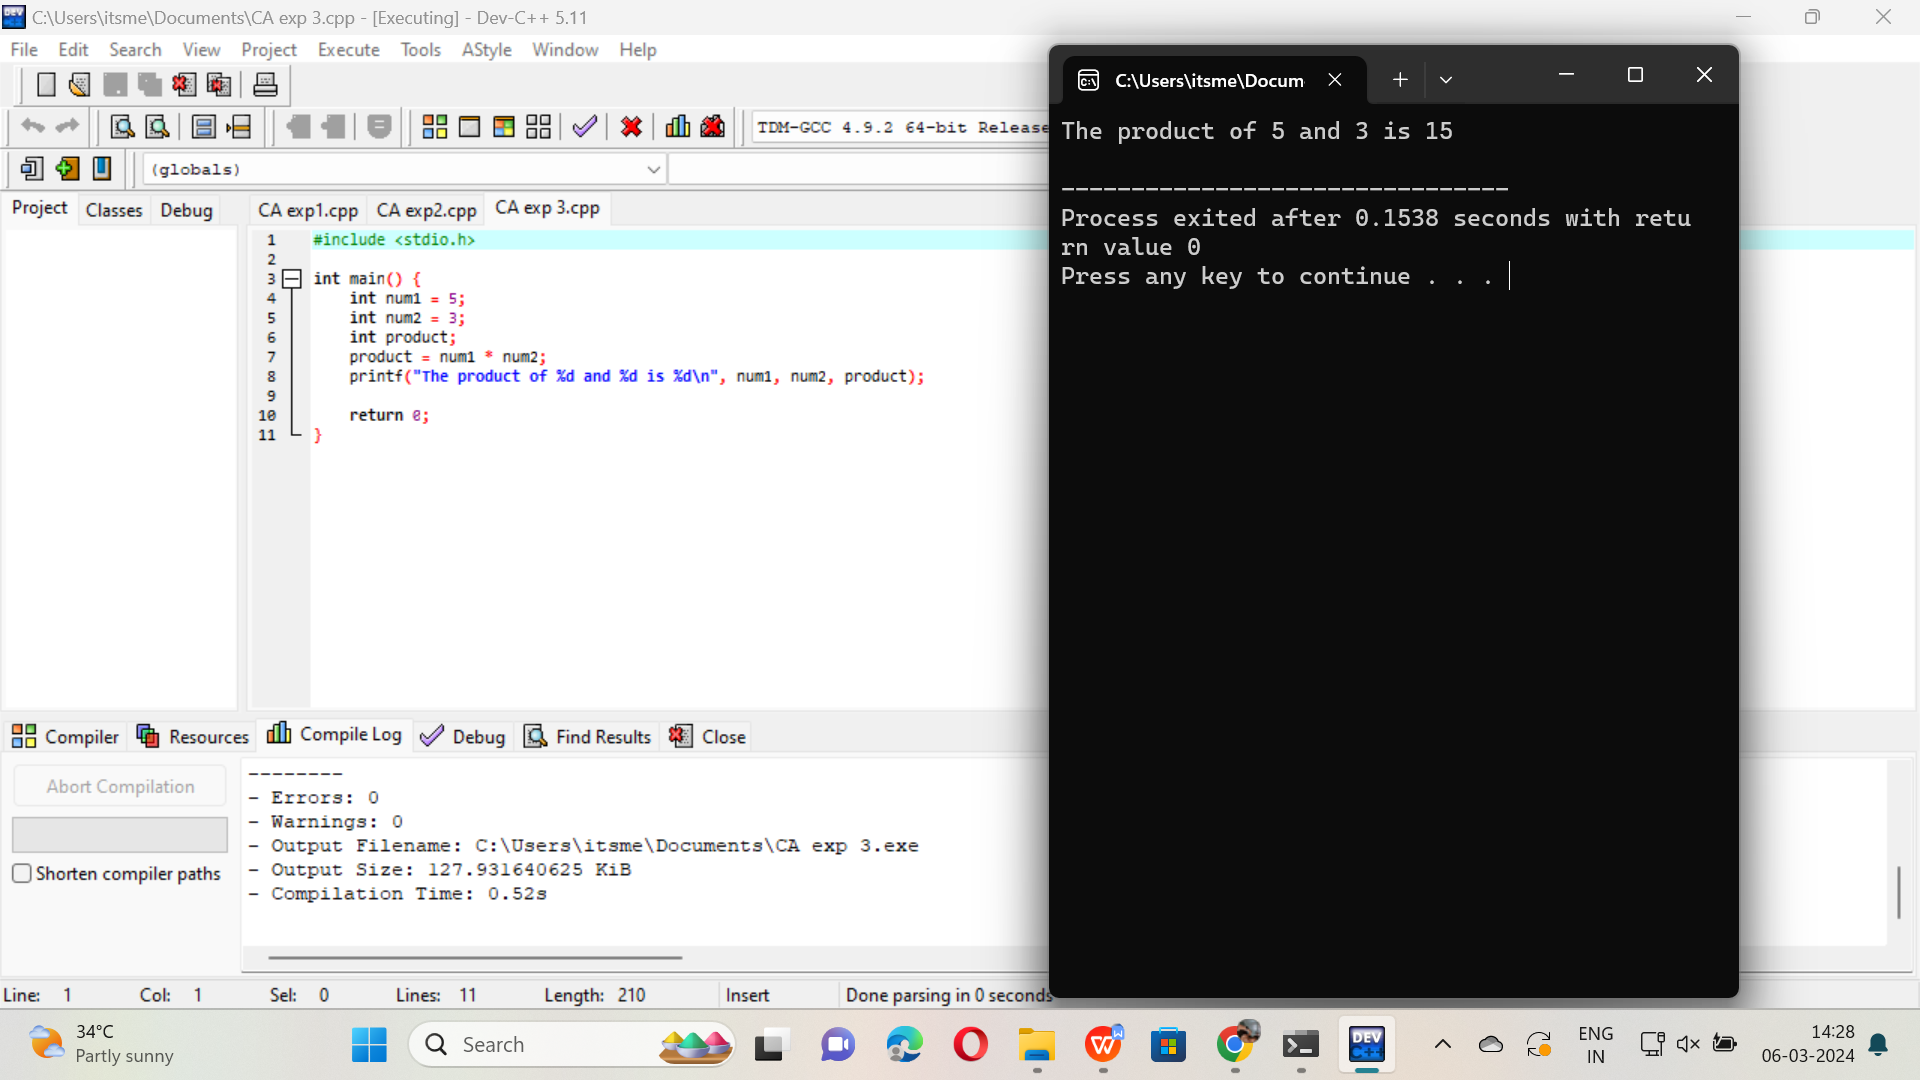 C:\Users\itsme\Documents\CA exp 3.cpp - [Executing] - Dev-C++ 5.11
File Edit Search View Project Execute Tools AStyle Window Help
TDM-GCC 4.9.2 64-bit Release
(globals)
Project Classes Debug
CA exp1.cpp CA exp2.cpp CA exp 3.cpp
1 #include <stdio.h>
2
3 int main() {
4 int num1 = 5;
5 int num2 = 3;
6 int product;
7 product = num1 * num2;
8 printf("The product of %d and %d is %d\n", num1, num2, product);
9
10 return 0;
11 }
C:\Users\itsme\Docum
The product of 5 and 3 is 15
--------------------------------
Process exited after 0.1538 seconds with retu
rn value 0
Press any key to continue . . .
Compiler Resources Compile Log Debug Find Results Close
Abort Compilation
Shorten compiler paths
--------
- Errors: 0
- Warnings: 0
- Output Filename: C:\Users\itsme\Documents\CA exp 3.exe
- Output Size: 127.931640625 KiB
- Compilation Time: 0.52s
Line: 1 Col: 1 Sel: 0 Lines: 11 Length: 210 Insert Done parsing in 0 seconds
34°C
Partly sunny
Search
DEV
C++
ENG
IN
14:28
06-03-2024